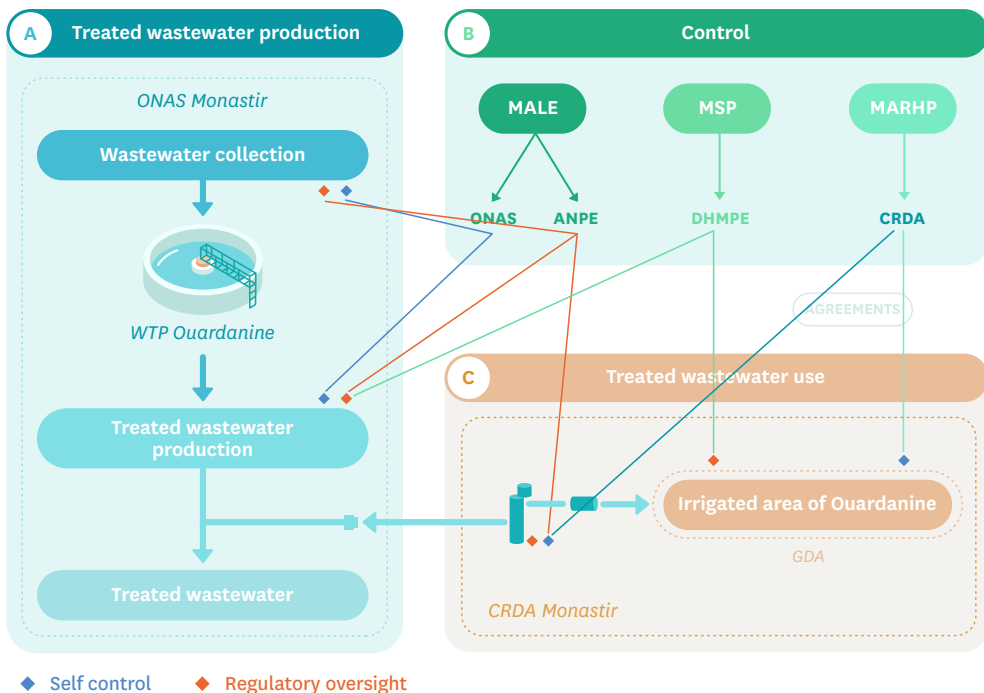 A
Treated wastewater production
ONAS Monastir
Wastewater collection
WTP Ouardanine
Treated wastewater
production
Treated wastewater
B
Control
MALE
MSP
MARHP
ONAS
ANPE
DHMPE
CRDA
AGREEMENTS
C
Treated wastewater use
Irrigated area of Ouardanine
GDA
CRDA Monastir
Self control
Regulatory oversight